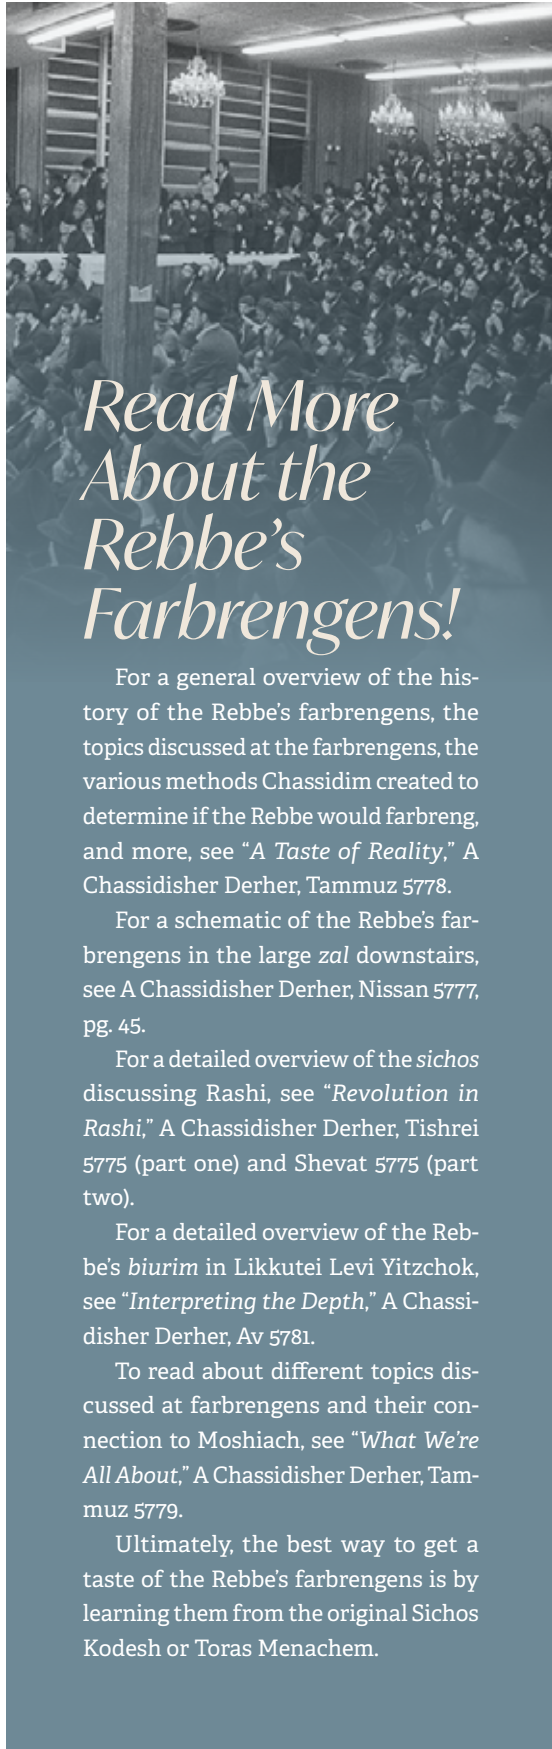 Read More
About the
Rebbe’s
Farbrengens!
For a general overview of the his-
tory of the Rebbe’s farbrengens, the
topics discussed at the farbrengens, the
various methods Chassidim created to
determine if the Rebbe would farbreng,
and more, see “A Taste of Reality,” A
Chassidisher Derher, Tammuz 5778.
For a schematic of the Rebbe’s far-
brengens in the large zal downstairs,
see A Chassidisher Derher, Nissan 5777,
pg. 45.
For a detailed overview of the sichos
discussing Rashi, see “Revolution in
Rashi,” A Chassidisher Derher, Tishrei
5775 (part one) and Shevat 5775 (part
two).
For a detailed overview of the Reb-
be’s biurim in Likkutei Levi Yitzchok,
see “Interpreting the Depth,” A Chassi-
disher Derher, Av 5781.
To read about different topics dis-
cussed at farbrengens and their con-
nection to Moshiach, see “What We’re
All About,” A Chassidisher Derher, Tam-
muz 5779.
Ultimately, the best way to get a
taste of the Rebbe’s farbrengens is by
learning them from the original Sichos
Kodesh or Toras Menachem.